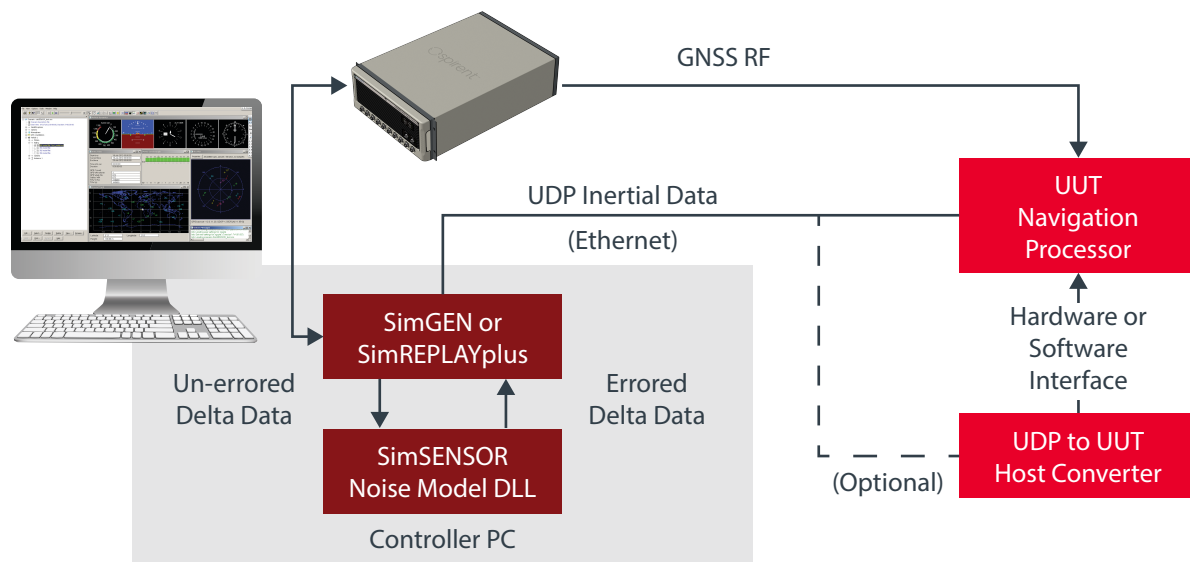 spirent
GNSS RF
UDP Inertial Data
(Ethernet)
UUT
Navigation
Processor
SimGEN or
SimREPLAYplus
Hardware or
Software
Interface
Un-errored
Delta Data
Errored
Delta Data
SimSENSOR
Noise Model DLL
UDP to UUT
Host Converter
(Optional)
Controller PC